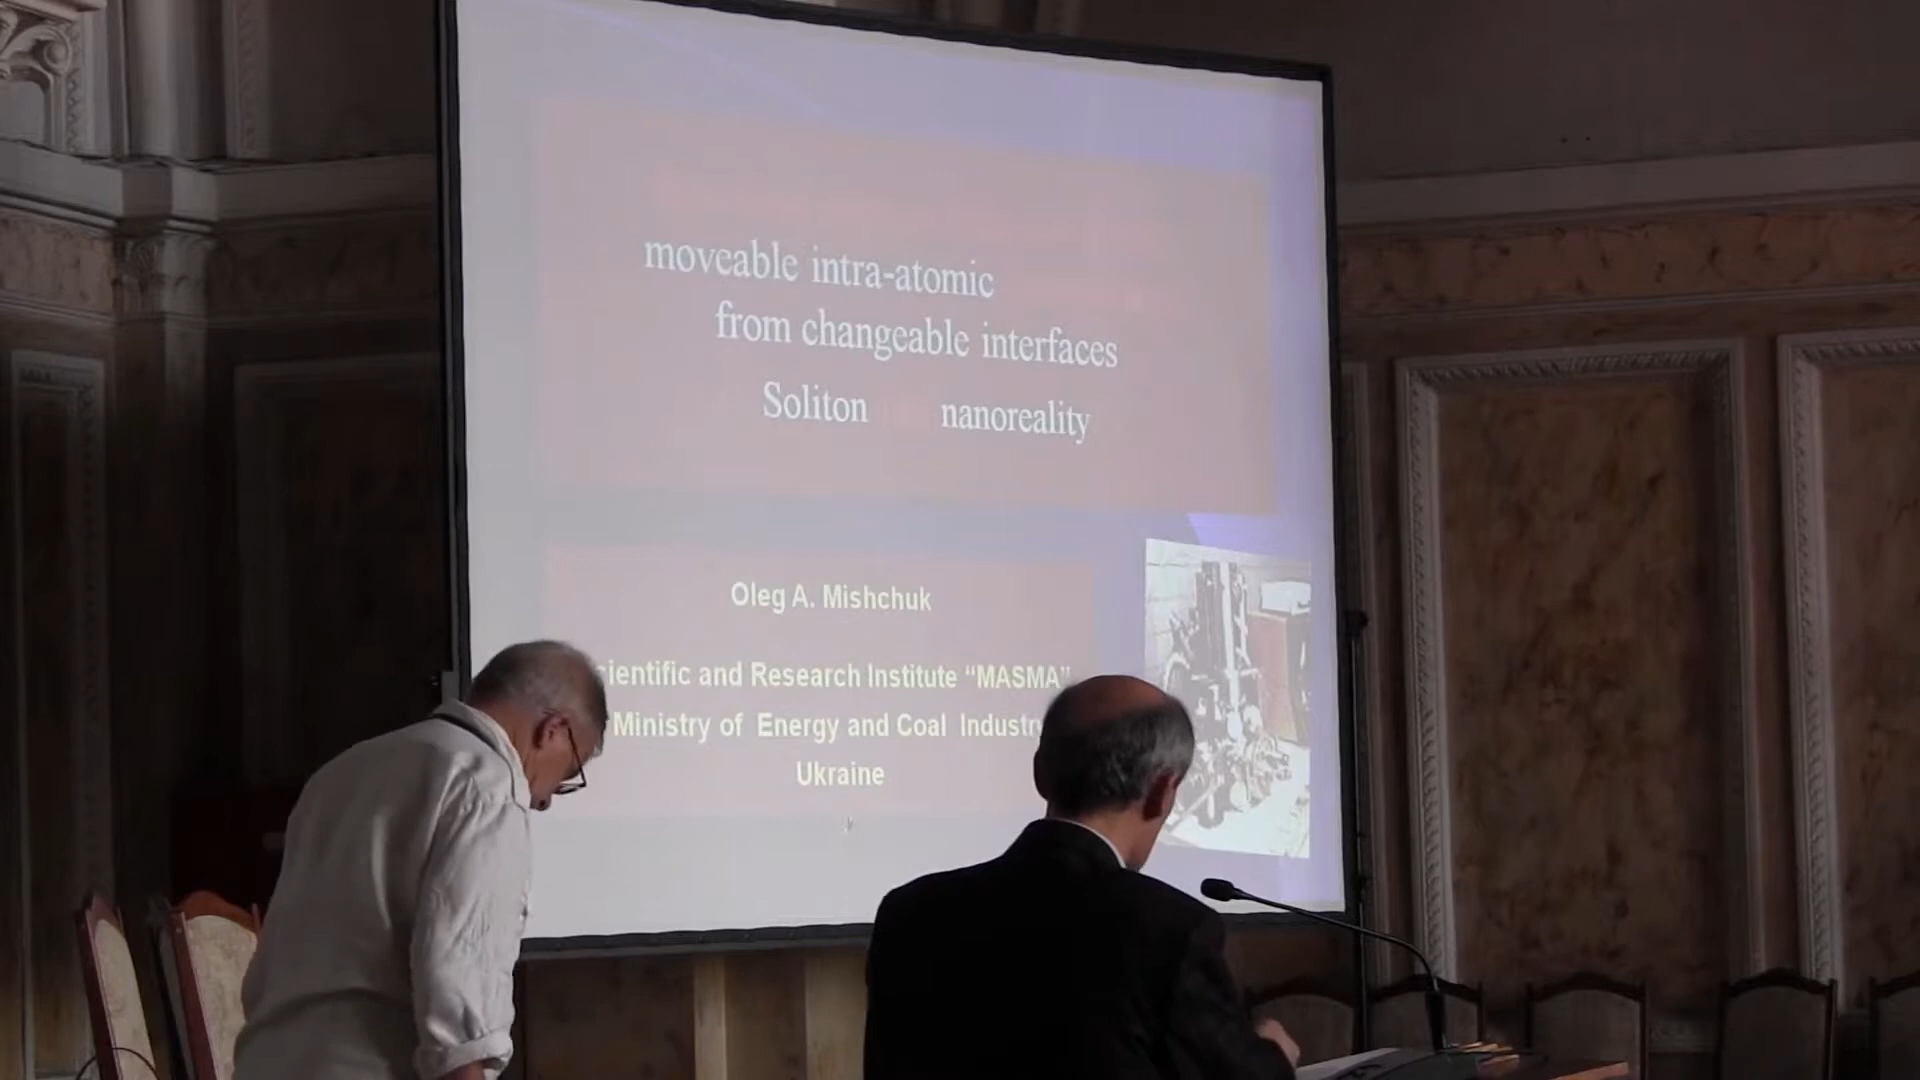 moveable intra-atomic
from changeable interfaces
Soliton nanoreality
Oleg A. Mishchuk
cientific and Research Institute “MASMA”
Ministry of Energy and Coal Industry
Ukraine